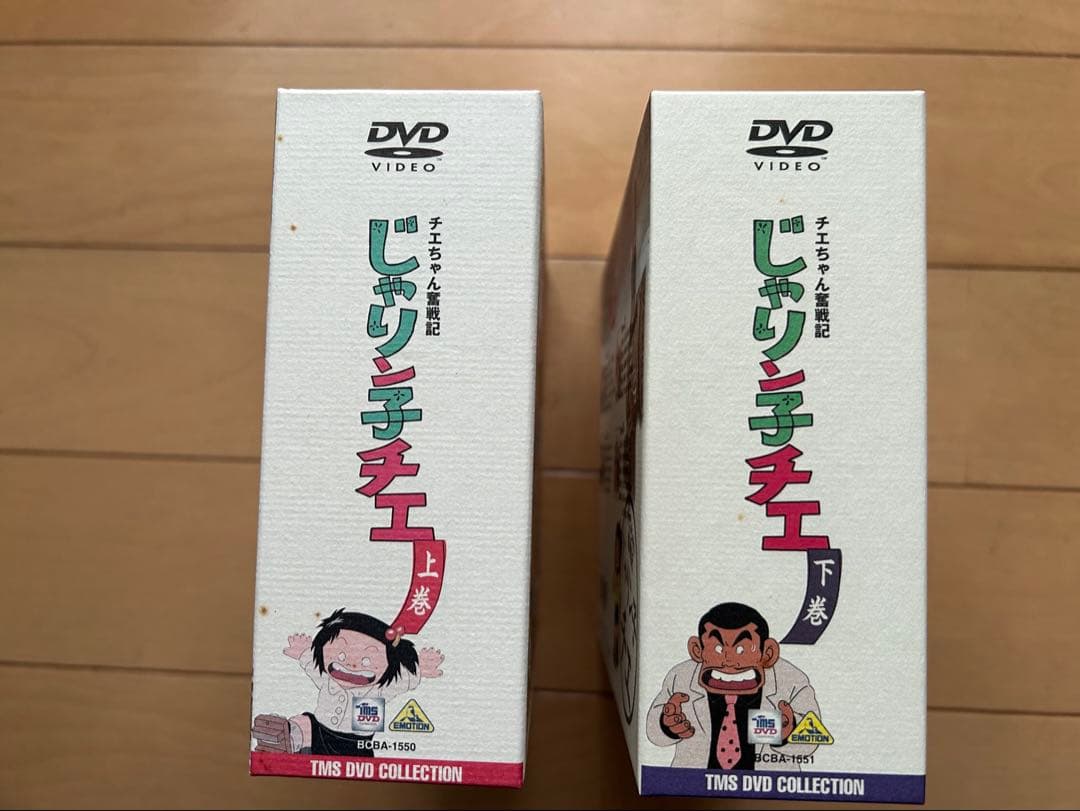 DVD
VIDEO
チエちゃん奮戦記
じゃリン子チエ
上巻
TMS
DVD
EMOTION
BCBA-1550
TMS DVD COLLECTION
DVD
VIDEO
チエちゃん奮戦記
じゃリン子チエ
下巻
TMS
DVD
EMOTION
BCBA-1551
TMS DVD COLLECTION